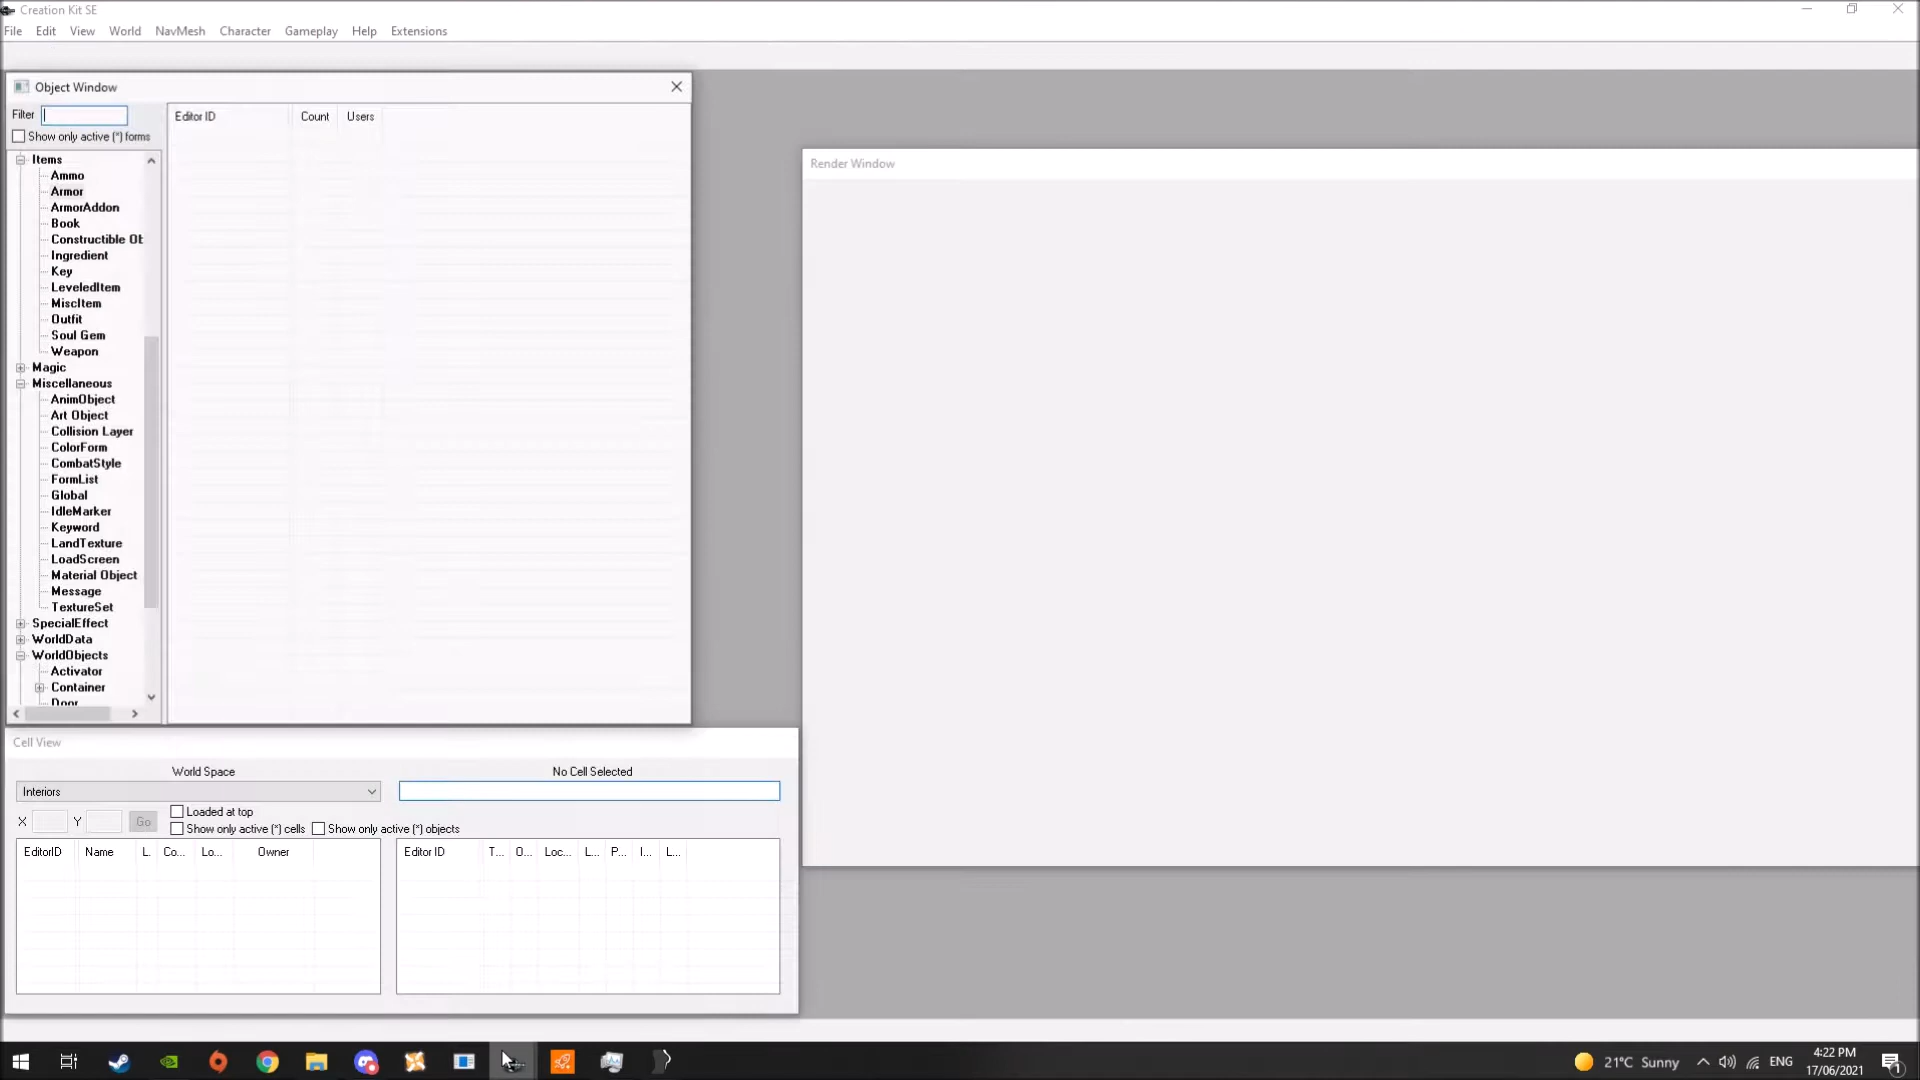 Creation Kit SE
File Edit View World NavMesh Character Gameplay Help Extensions
Object Window
Filter
Show only active (*) forms
Editor ID Count Users
Items
Ammo
Armor
ArmorAddon
Book
Constructible Ob
Ingredient
Key
LeveledItem
MiscItem
Outfit
Soul Gem
Weapon
Magic
Miscellaneous
AnimObject
Art Object
Collision Layer
ColorForm
CombatStyle
FormList
Global
IdleMarker
Keyword
LandTexture
LoadScreen
Material Object
Message
TextureSet
SpecialEffect
WorldData
WorldObjects
Activator
Container
Door
Render Window
Cell View
World Space
No Cell Selected
Interiors
X Y Go
Loaded at top
Show only active (*) cells Show only active (*) objects
EditorID Name L. Co... Lo... Owner
Editor ID T... O... Loc... L... P... I... L...
21°C Sunny ENG
4:22 PM
17/06/2021
1